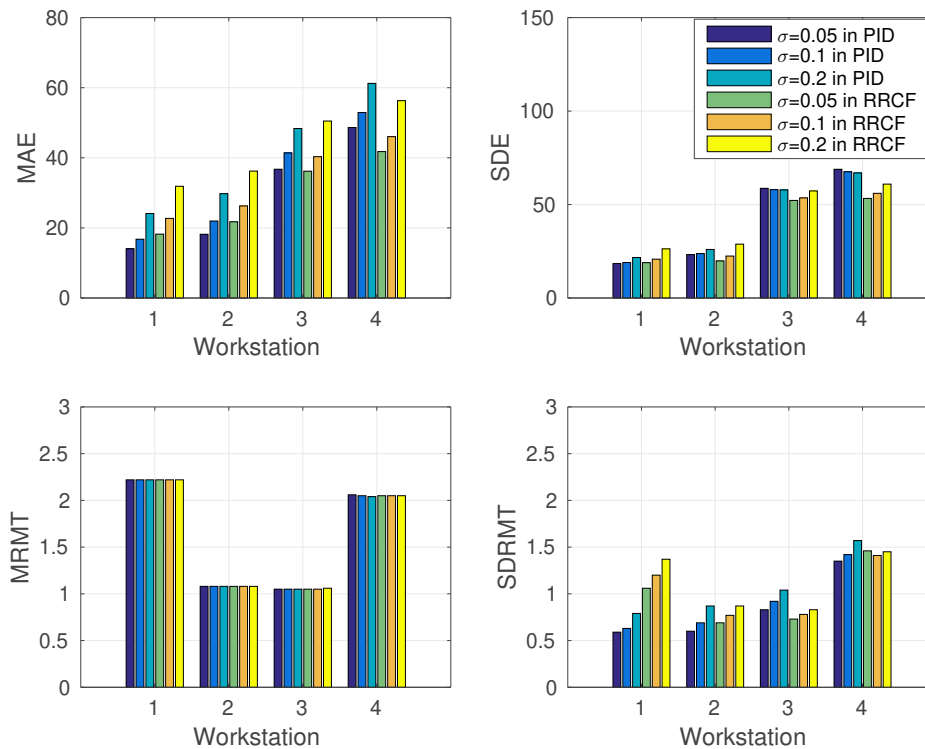 80
60
40
20
0
MAE
1 2 3 4
Workstation
150
100
50
0
SDE
σ=0.05 in PID
σ=0.1 in PID
σ=0.2 in PID
σ=0.05 in RRCF
σ=0.1 in RRCF
σ=0.2 in RRCF
1 2 3 4
Workstation
3
2.5
2
1.5
1
0.5
0
MRMT
1 2 3 4
Workstation
3
2.5
2
1.5
1
0.5
0
SDRMT
1 2 3 4
Workstation